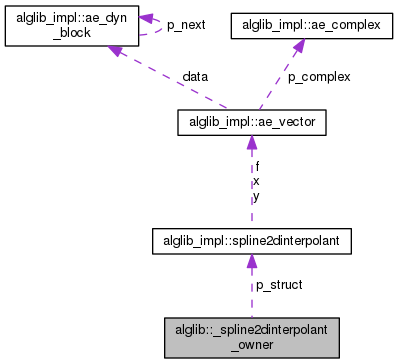 alglib_impl::ae_dyn
_block
p_next
alglib_impl::ae_complex
data
p_complex
alglib_impl::ae_vector
f
x
y
alglib_impl::spline2dinterpolant
p_struct
alglib::_spline2dinterpolant
_owner